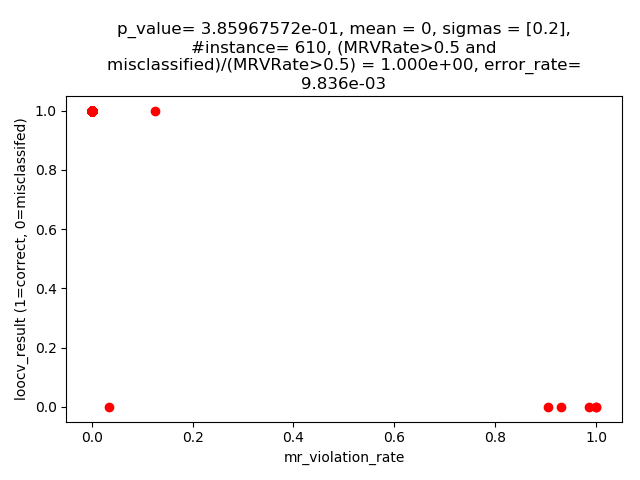 p_value= 3.85967572e-01, mean = 0, sigmas = [0.2],
#instance= 610, (MRVRate>0.5 and
misclassified)/(MRVRate>0.5) = 1.000e+00, error_rate=
9.836e-03
loocv_result (1=correct, 0=misclassifed)
1.0
0.8
0.6
0.4
0.2
0.0
0.0 0.2 0.4 0.6 0.8 1.0
mr_violation_rate